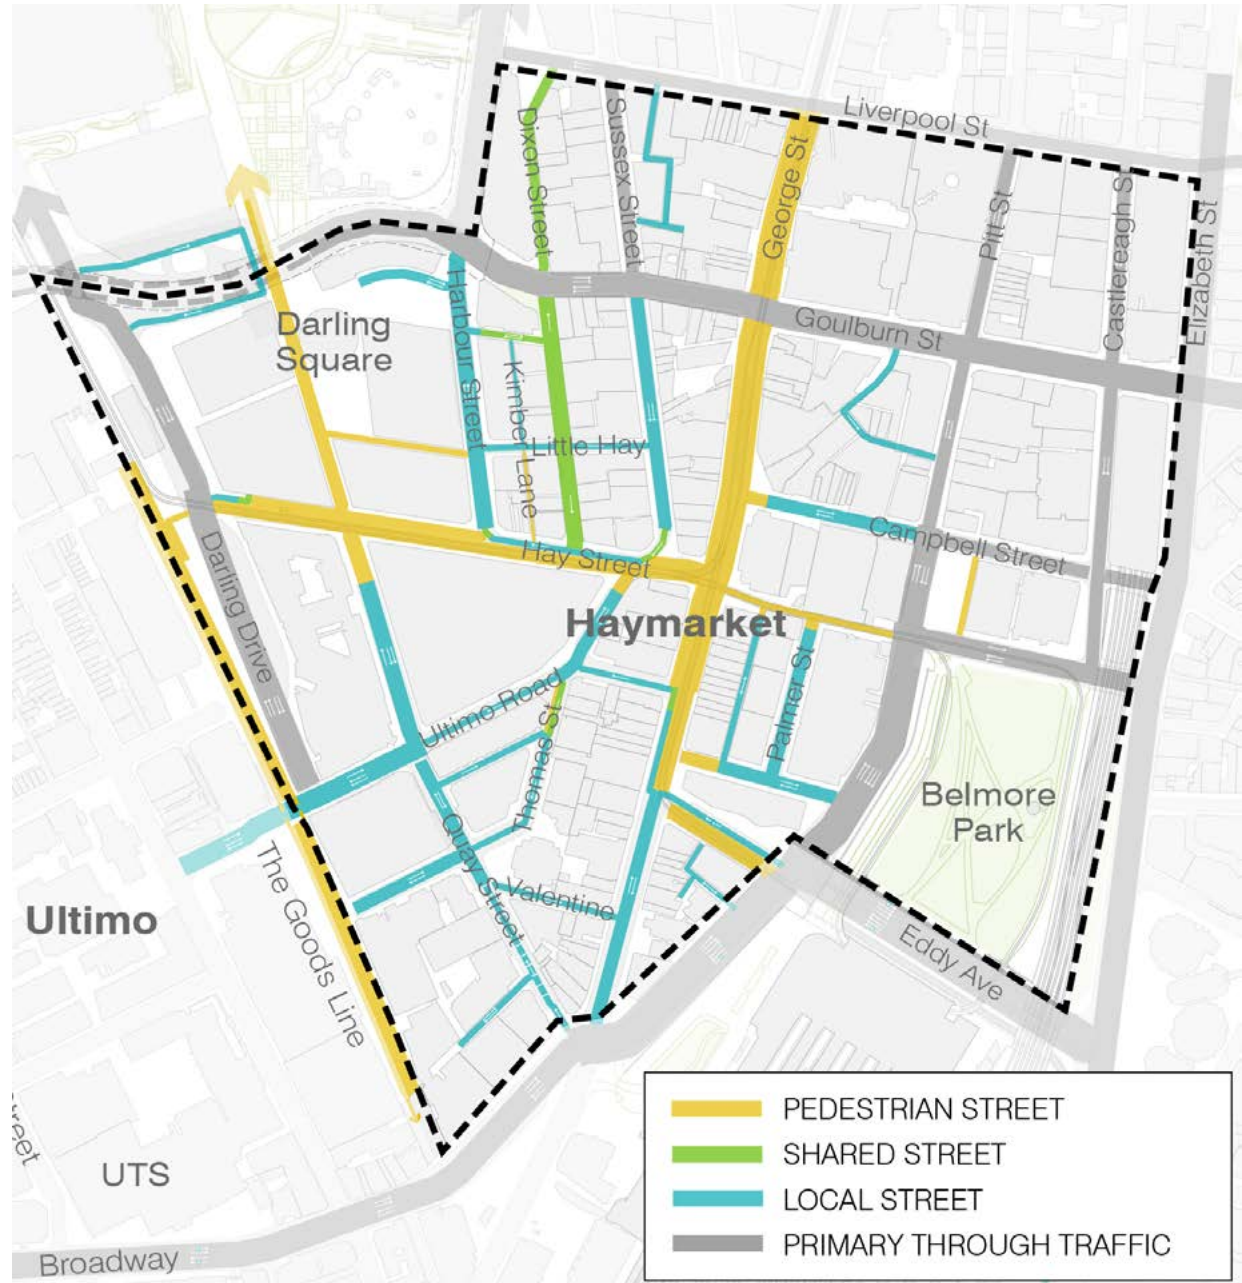 Liverpool St
Dixon Street
Sussex Street
George St
Pitt St
Castlereagh St
Elizabeth St
Darling
Square
Harbour Street
Goulburn St
Kimber Lane
Little Hay
Hay Street
Campbell Street
Darling Drive
Haymarket
Ultimo Road
Thomas St
Palmer St
Belmore
Park
Quay Street
Valentine
The Goods Line
Ultimo
Eddy Ave
UTS
Broadway
PEDESTRIAN STREET
SHARED STREET
LOCAL STREET
PRIMARY THROUGH TRAFFIC